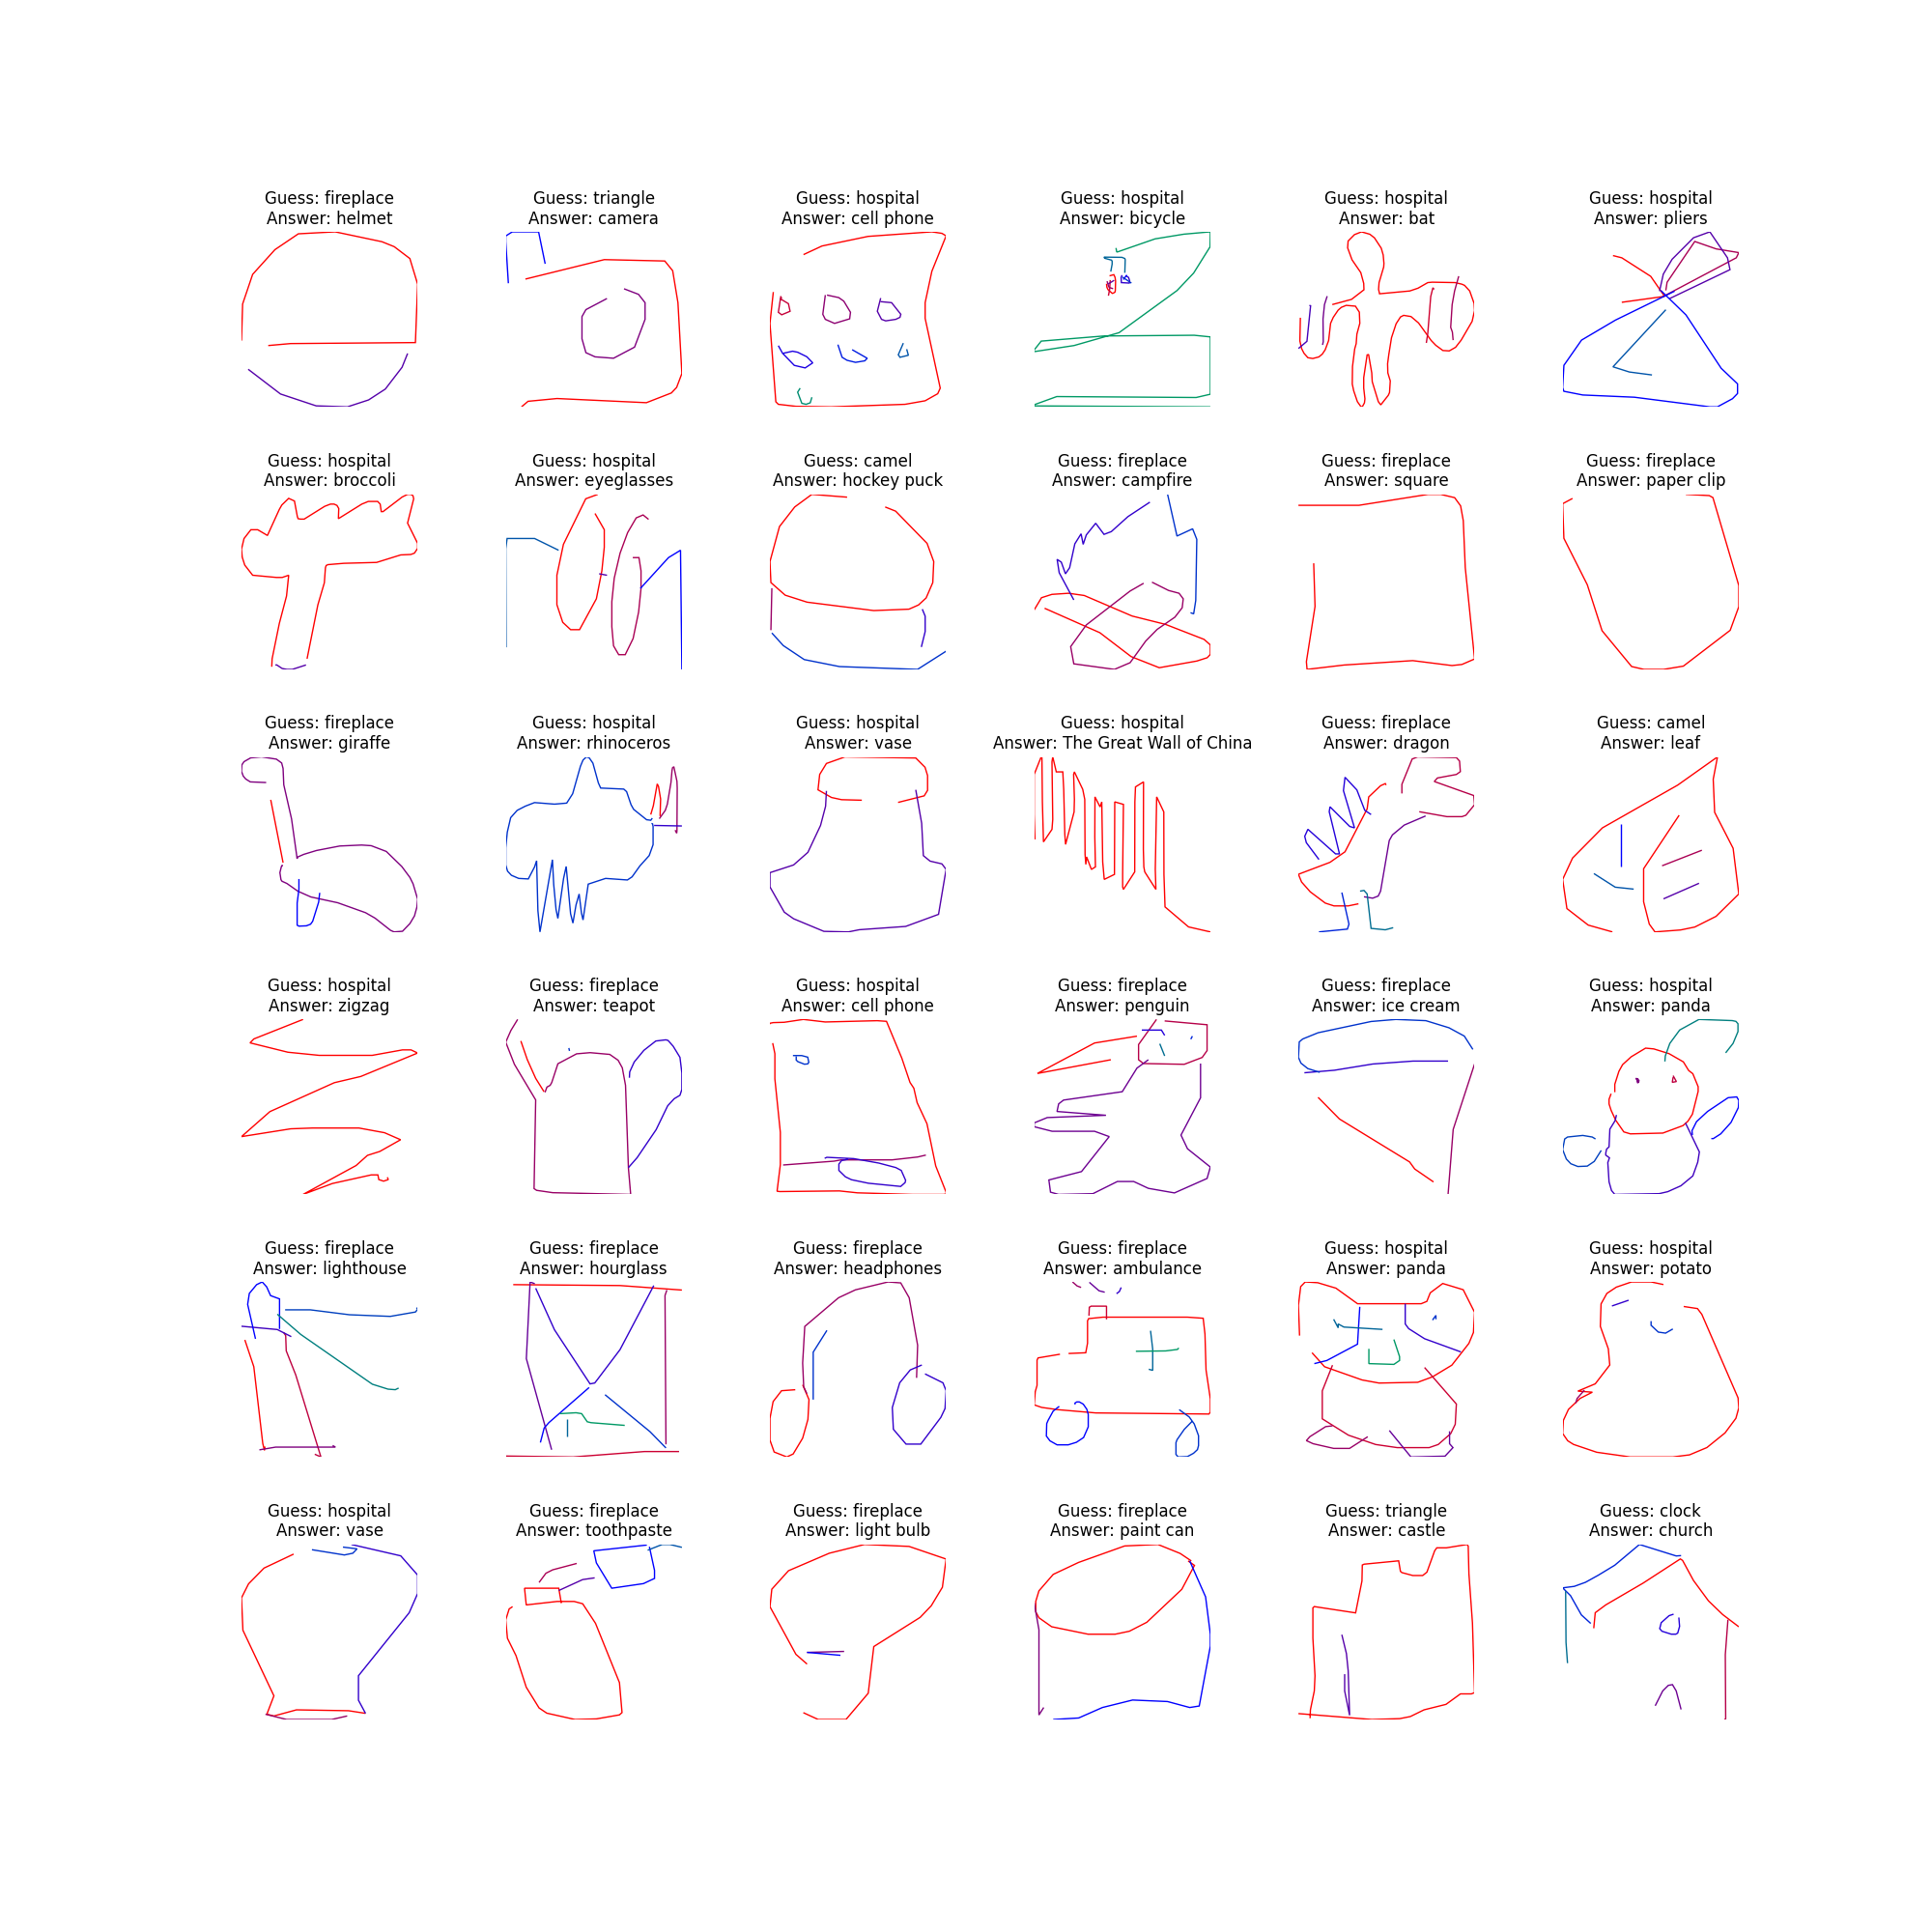 Guess: fireplace
Answer: helmet
Guess: triangle
Answer: camera
Guess: hospital
Answer: cell phone
Guess: hospital
Answer: bicycle
Guess: hospital
Answer: bat
Guess: hospital
Answer: pliers
Guess: hospital
Answer: broccoli
Guess: hospital
Answer: eyeglasses
Guess: camel
Answer: hockey puck
Guess: fireplace
Answer: campfire
Guess: fireplace
Answer: square
Guess: fireplace
Answer: paper clip
Guess: fireplace
Answer: giraffe
Guess: hospital
Answer: rhinoceros
Guess: hospital
Answer: vase
Guess: hospital
Answer: The Great Wall of China
Guess: fireplace
Answer: dragon
Guess: camel
Answer: leaf
Guess: hospital
Answer: zigzag
Guess: fireplace
Answer: teapot
Guess: hospital
Answer: cell phone
Guess: fireplace
Answer: penguin
Guess: fireplace
Answer: ice cream
Guess: hospital
Answer: panda
Guess: fireplace
Answer: lighthouse
Guess: fireplace
Answer: hourglass
Guess: fireplace
Answer: headphones
Guess: fireplace
Answer: ambulance
Guess: hospital
Answer: panda
Guess: hospital
Answer: potato
Guess: hospital
Answer: vase
Guess: fireplace
Answer: toothpaste
Guess: fireplace
Answer: light bulb
Guess: fireplace
Answer: paint can
Guess: triangle
Answer: castle
Guess: clock
Answer: church